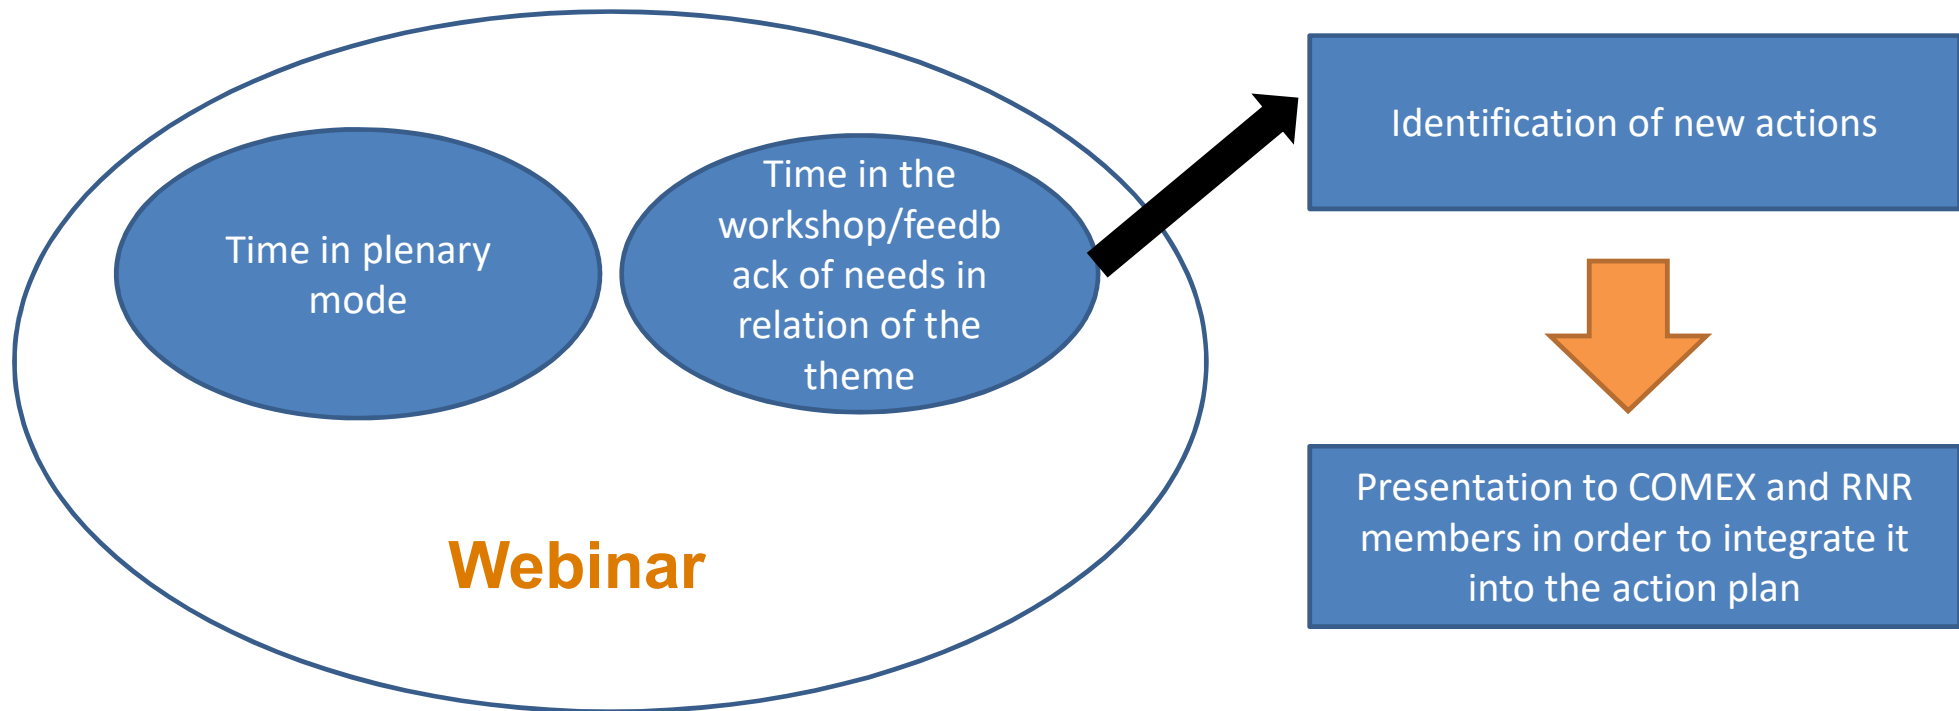 Time in plenary
mode
Time in the
workshop/feedb
ack of needs in
relation of the
theme
Webinar
Identification of new actions
Presentation to COMEX and RNR
members in order to integrate it
into the action plan